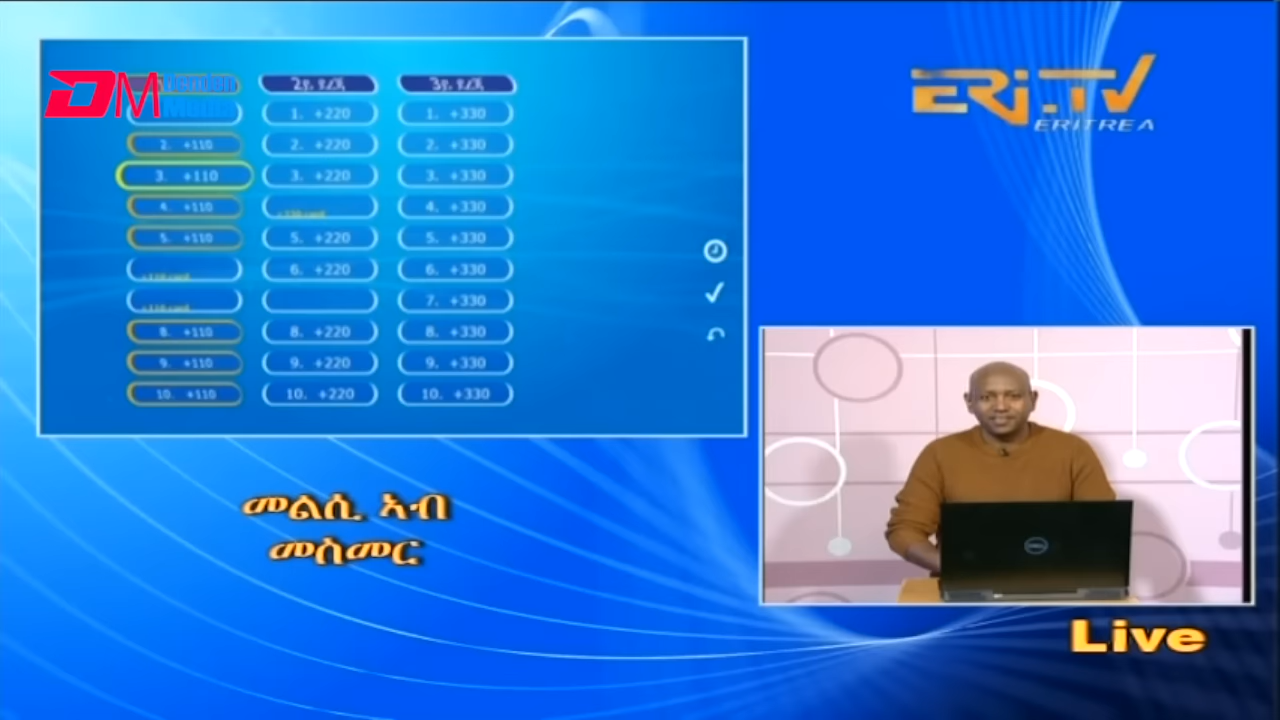 DM
ERi.TV
ERITREA
2ይ ደረጃ
3ይ ደረጃ
1. +220
1. +330
2. +110
2. +220
2. +330
3. +110
3. +220
3. +330
4. +110
4. +330
5. +110
5. +220
5. +330
6. +220
6. +330
7. +330
8. +110
8. +220
8. +330
9. +110
9. +220
9. +330
10. +110
10. +220
10. +330
መልሲ ኣብ
መስመር
DELL
Live